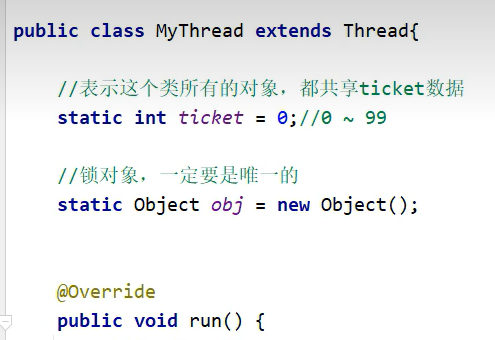 public class MyThread extends Thread{
//表示这个类所有的对象，都共享ticket数据
static int ticket = 0;//0 ~ 99
//锁对象，一定要是唯一的
static Object obj = new Object();
@Override
public void run() {